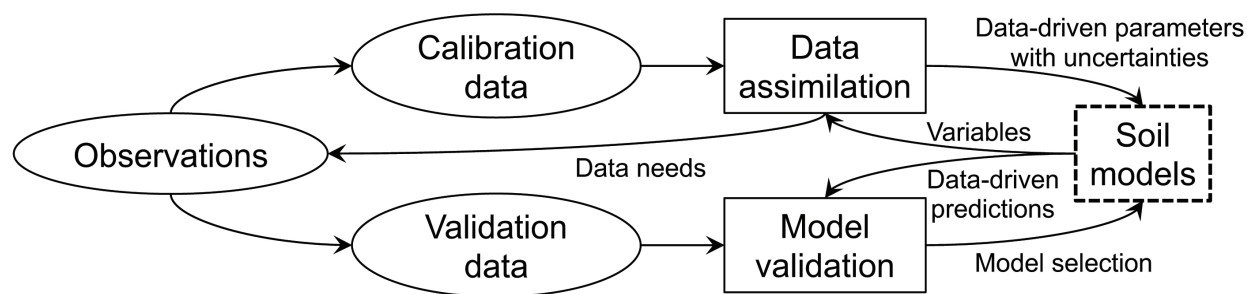 Calibration
data
Data
assimilation
Data-driven parameters
with uncertainties
Observations
Data needs
Variables
Soil
models
Data-driven
predictions
Validation
data
Model
validation
Model selection